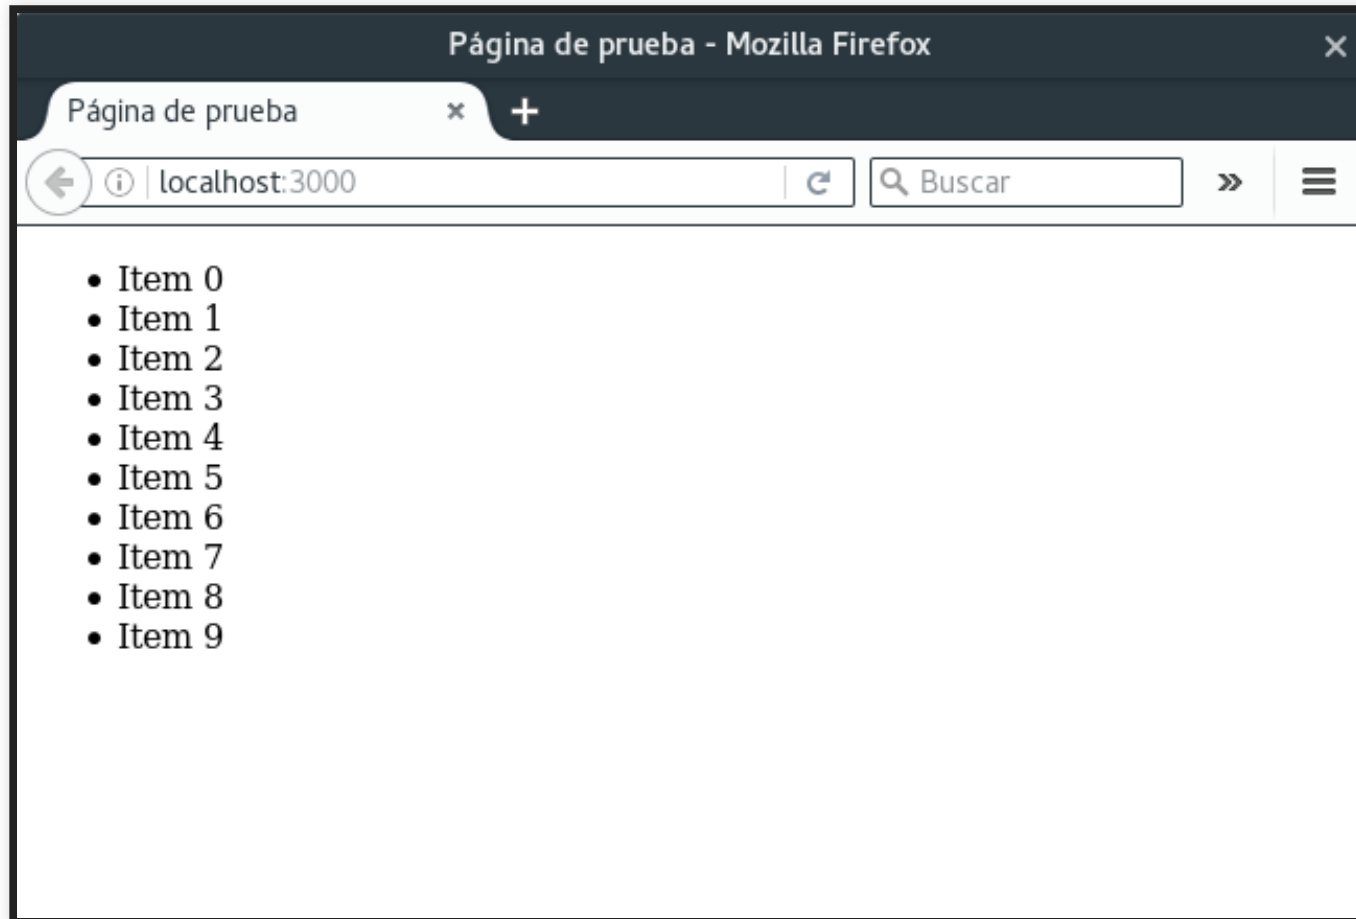 Página de prueba - Mozilla Firefox
Página de prueba
localhost:3000
Buscar
Item 0
Item 1
Item 2
Item 3
Item 4
Item 5
Item 6
Item 7
Item 8
Item 9